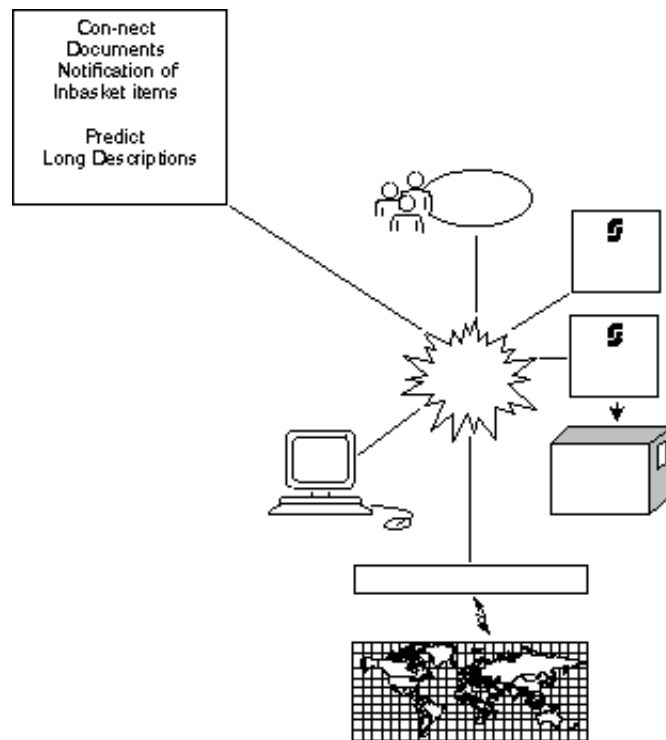 Con-nect
Documents
Notification of
Inbasket items
Predict
Long Descriptions